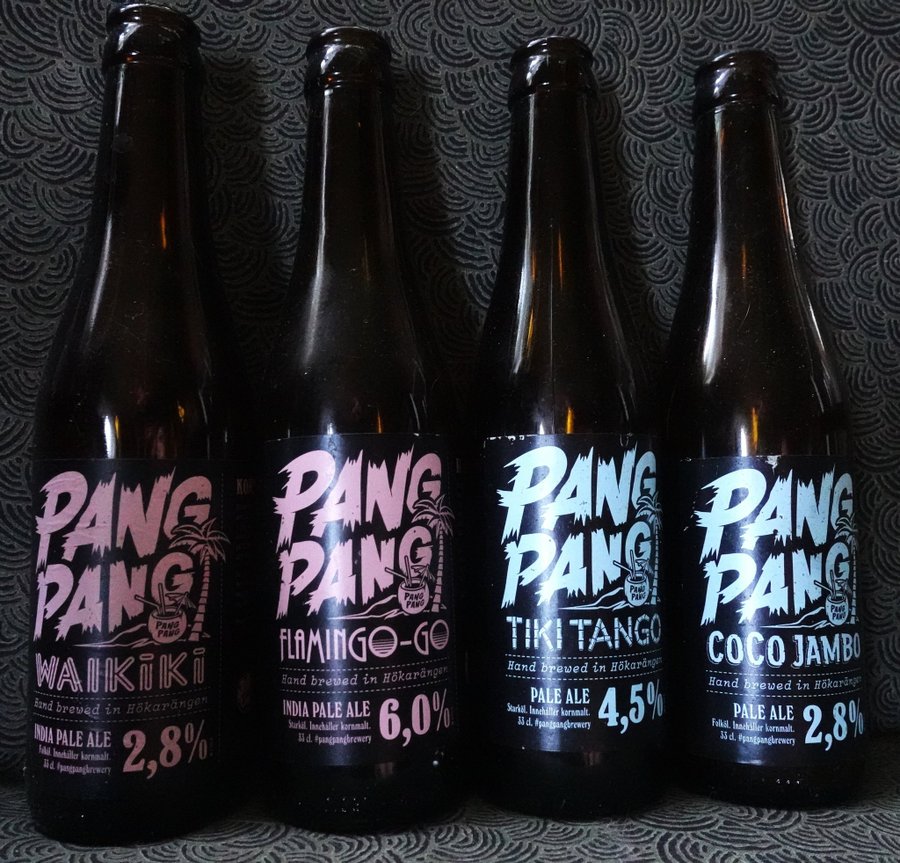 PANG
PANG
PANG
PANG
WAIKIKI
Hand brewed in Hökarängen
INDIA PALE ALE
Folköl. Innehåller kornmalt.
33 cl. #pangpangbrewery
2,8%
PANG
PANG
PANG
PANG
FLAMINGO-GO
Hand brewed in Hökarängen
INDIA PALE ALE
Starköl. Innehåller kornmalt.
33 cl. #pangpangbrewery
6,0%
PANG
PANG
PANG
PANG
TIKI TANGO
Hand brewed in Hökarängen
PALE ALE
Starköl. Innehåller kornmalt.
33 cl. #pangpangbrewery
4,5%
PANG
PANG
PANG
PANG
COCO JAMBO
Hand brewed in Hökarängen
PALE ALE
Folköl. Innehåller kornmalt.
33 cl. #pangpangbrewery
2,8%